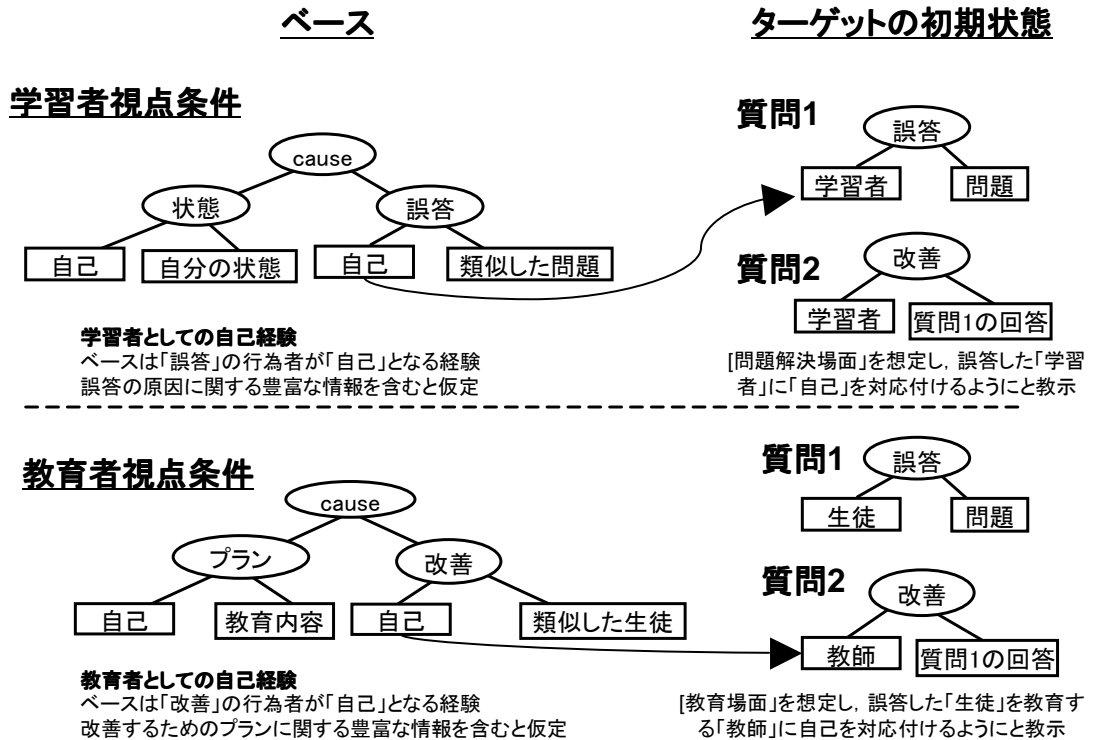 ベース
ターゲットの初期状態
学習者視点条件
cause
状態
誤答
自己
自分の状態
自己
類似した問題
学習者としての自己経験
ベースは「誤答」の行為者が「自己」となる経験
誤答の原因に関する豊富な情報を含むと仮定
質問1
誤答
学習者
問題
質問2
改善
学習者
質問1の回答
[問題解決場面」を想定し, 誤答した「学習
者」に「自己」を対応付けるようにと教示
教育者視点条件
cause
プラン
改善
自己
教育内容
自己
類似した生徒
教育者としての自己経験
ベースは「改善」の行為者が「自己」となる経験
改善するためのプランに関する豊富な情報を含むと仮定
質問1
誤答
生徒
問題
質問2
改善
教師
質問1の回答
[教育場面」を想定し, 誤答した「生徒」を教育す
る「教師」に自己を対応付けるようにと教示